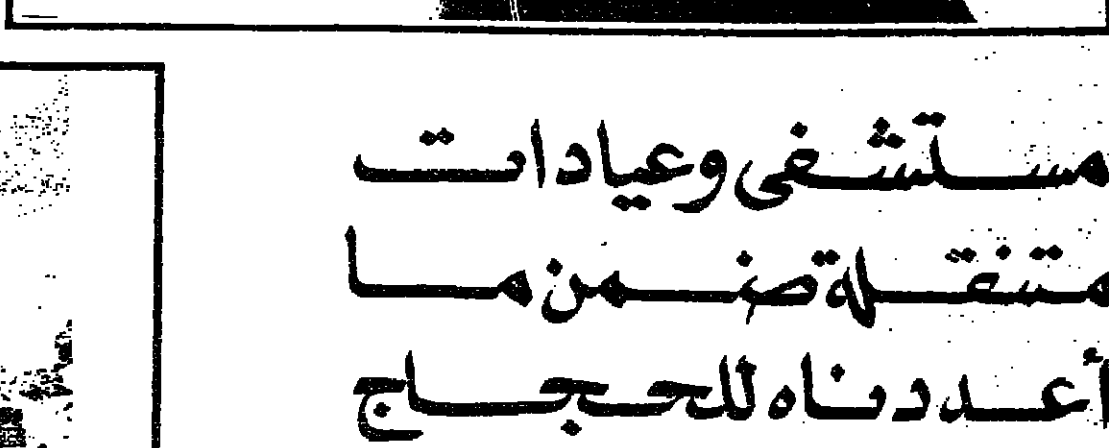 مستشفى وعيادات
متنقلة ضمن ما
أعددناه للحجاج